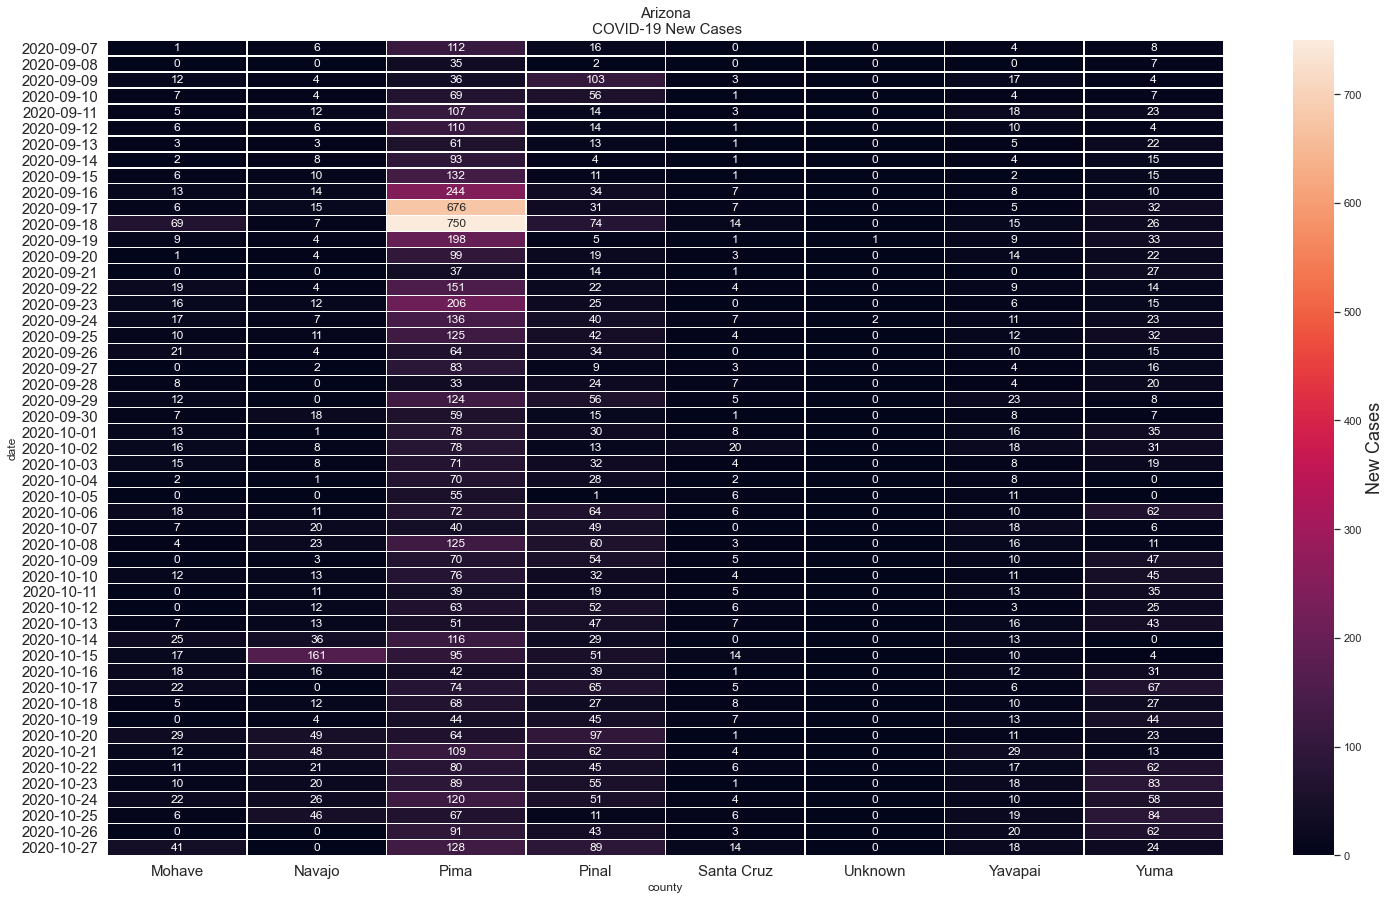 Arizona
COVID-19 New Cases
2020-09-07 1 6 112 16 0 0 4 8
2020-09-08 0 0 35 2 0 0 0 7
2020-09-09 12 4 36 103 3 0 17 4
2020-09-10 7 4 69 56 1 0 4 7
2020-09-11 5 12 107 14 3 0 18 23
2020-09-12 6 6 110 14 1 0 10 4
2020-09-13 3 3 61 13 1 0 5 22
2020-09-14 2 8 93 4 1 0 4 15
2020-09-15 6 10 132 11 1 0 2 15
2020-09-16 13 14 244 34 7 0 8 10
2020-09-17 6 15 676 31 7 0 5 32
2020-09-18 69 7 750 74 14 0 15 26
2020-09-19 9 4 198 5 1 1 9 33
2020-09-20 1 4 99 19 3 0 14 22
2020-09-21 0 0 37 14 1 0 0 27
2020-09-22 19 4 151 22 4 0 9 14
2020-09-23 16 12 206 25 0 0 6 15
2020-09-24 17 7 136 40 7 2 11 23
2020-09-25 10 11 125 42 4 0 12 32
2020-09-26 21 4 64 34 0 0 10 15
2020-09-27 0 2 83 9 3 0 4 16
2020-09-28 8 0 33 24 7 0 4 20
2020-09-29 12 0 124 56 5 0 23 8
2020-09-30 7 18 59 15 1 0 8 7
2020-10-01 13 1 78 30 8 0 16 35
2020-10-02 16 8 78 13 20 0 18 31
2020-10-03 15 8 71 32 4 0 8 19
2020-10-04 2 1 70 28 2 0 8 0
2020-10-05 0 0 55 1 6 0 11 0
2020-10-06 18 11 72 64 6 0 10 62
2020-10-07 7 20 40 49 0 0 18 6
2020-10-08 4 23 125 60 3 0 16 11
2020-10-09 0 3 70 54 5 0 10 47
2020-10-10 12 13 76 32 4 0 11 45
2020-10-11 0 11 39 19 5 0 13 35
2020-10-12 0 12 63 52 6 0 3 25
2020-10-13 7 13 51 47 7 0 16 43
2020-10-14 25 36 116 29 0 0 13 0
2020-10-15 17 161 95 51 14 0 10 4
2020-10-16 18 16 42 39 1 0 12 31
2020-10-17 22 0 74 65 5 0 6 67
2020-10-18 5 12 68 27 8 0 10 27
2020-10-19 0 4 44 45 7 0 13 44
2020-10-20 29 49 64 97 1 0 11 23
2020-10-21 12 48 109 62 4 0 29 13
2020-10-22 11 21 80 45 6 0 17 62
2020-10-23 10 20 89 55 1 0 18 83
2020-10-24 22 26 120 51 4 0 10 58
2020-10-25 6 46 67 11 6 0 19 84
2020-10-26 0 0 91 43 3 0 20 62
2020-10-27 41 0 128 89 14 0 18 24
Mohave Navajo Pima Pinal Santa Cruz Unknown Yavapai Yuma
county
date
700
600
500
400
300
200
100
0
New Cases